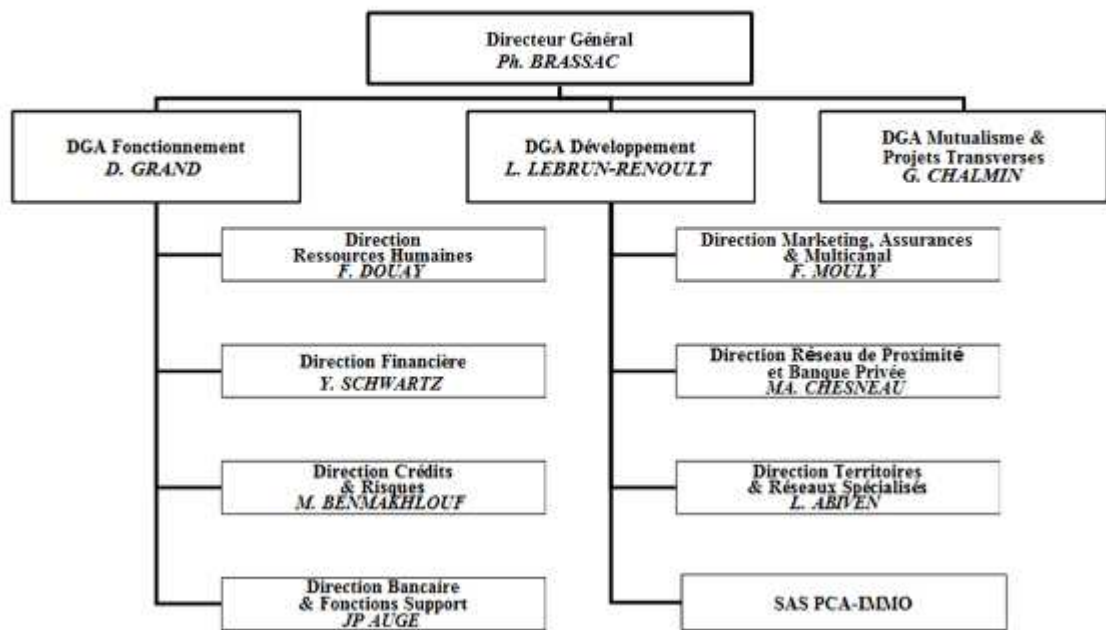 Directeur Général
Ph. BRASSAC
DGA Fonctionnement
D. GRAND
DGA Développement
L. LEBRUN-RENOULT
DGA Mutualisme &
Projets Transverses
G. CHALMIN
Direction
Ressources Humaines
F. DOUAY
Direction Financière
Y. SCHWARTZ
Direction Crédits
& Risques
M. BENMAKHLOUF
Direction Bancaire
& Fonctions Support
JP AUGE
Direction Marketing, Assurances
& Multicanal
F. MOULY
Direction Réseau de Proximité
et Banque Privée
MA. CHESNEAU
Direction Territoires
& Réseaux Spécialisés
L. ABIVEN
SAS PCA-IMMO